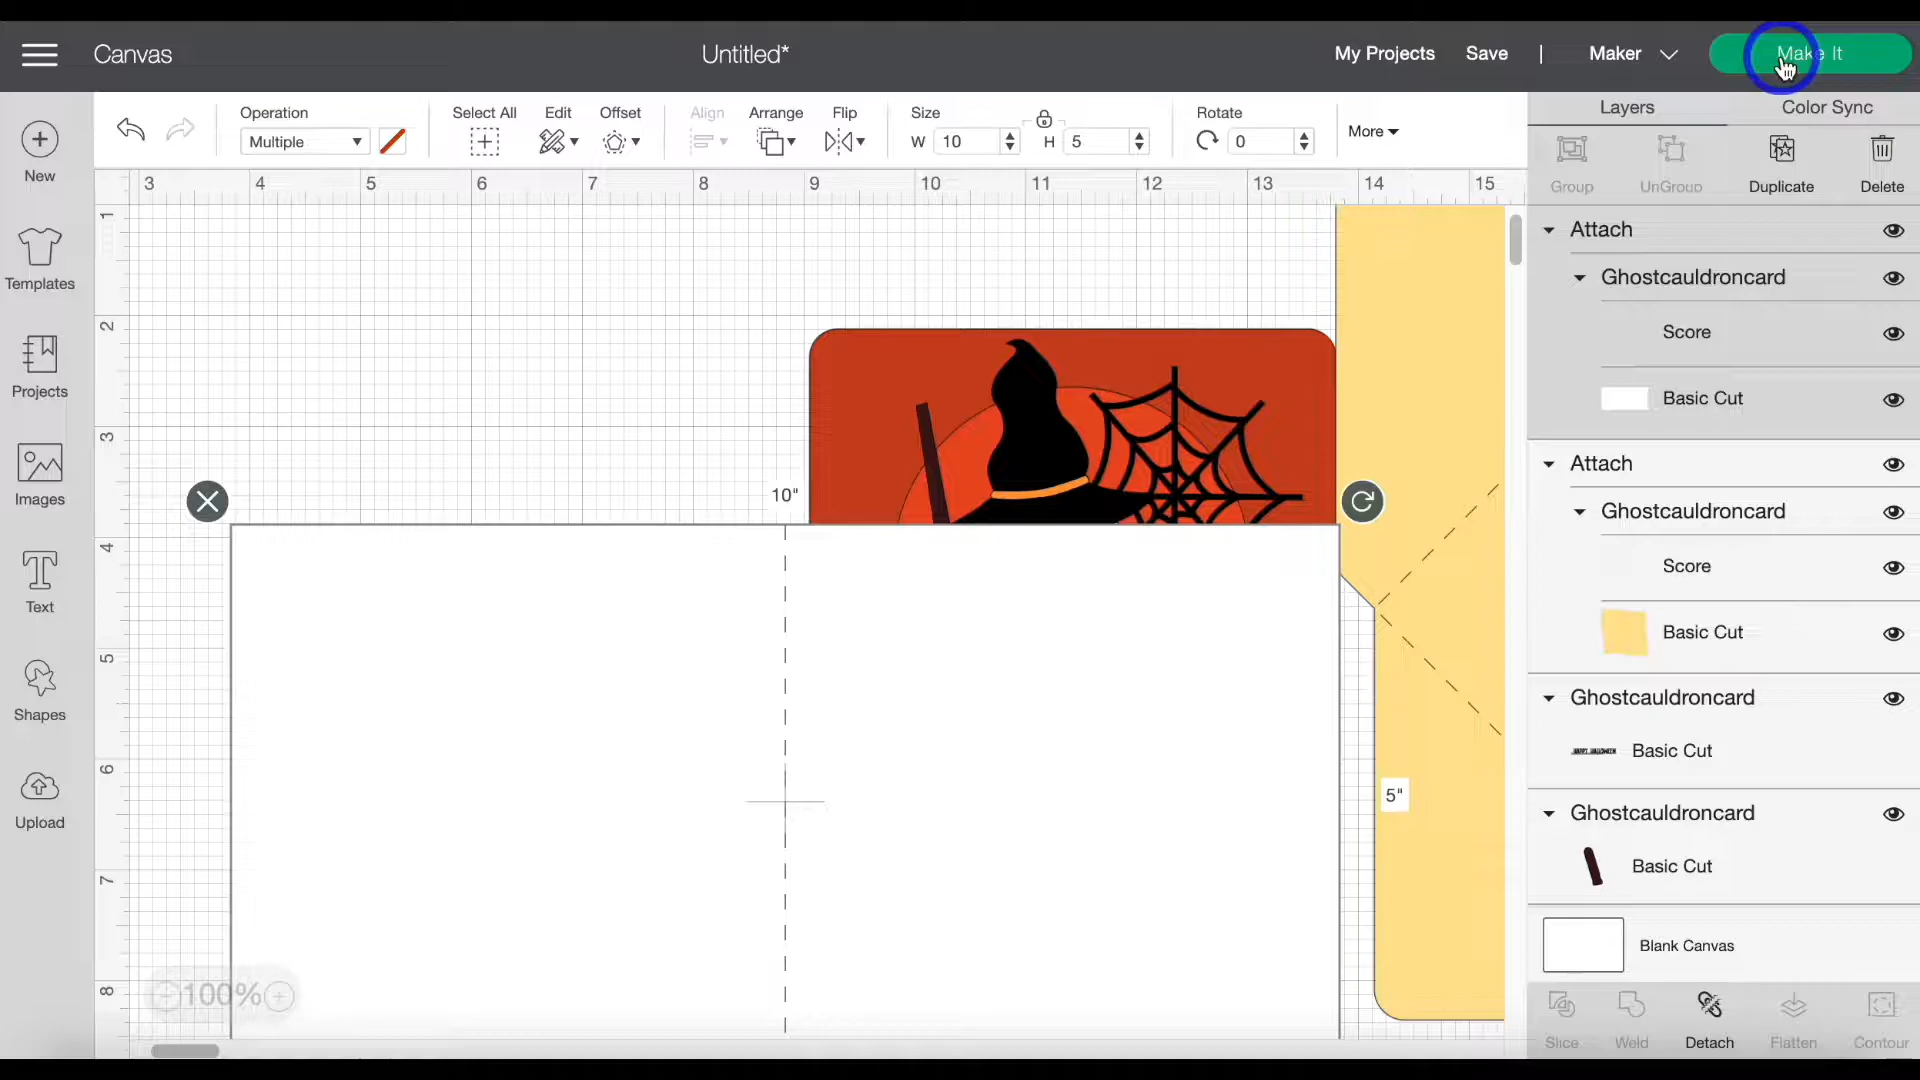 Canvas
Untitled*
My Projects
Save
|
Maker
Make It
Operation
Multiple
Select All
Edit
Offset
Align
Arrange
Flip
Size
W 10
H 5
Rotate
0
More
Layers
Color Sync
Group
UnGroup
Duplicate
Delete
New
Templates
Projects
Images
Text
Shapes
Upload
3 4 5 6 7 8 9 10 11 12 13 14 15
1
2
3
4
5
6
7
8
10"
5"
100%
Attach
Ghostcauldroncard
Score
Basic Cut
Attach
Ghostcauldroncard
Score
Basic Cut
Ghostcauldroncard
HAPPY HALLOWEEN
Basic Cut
Ghostcauldroncard
Basic Cut
Blank Canvas
Slice
Weld
Detach
Flatten
Contour